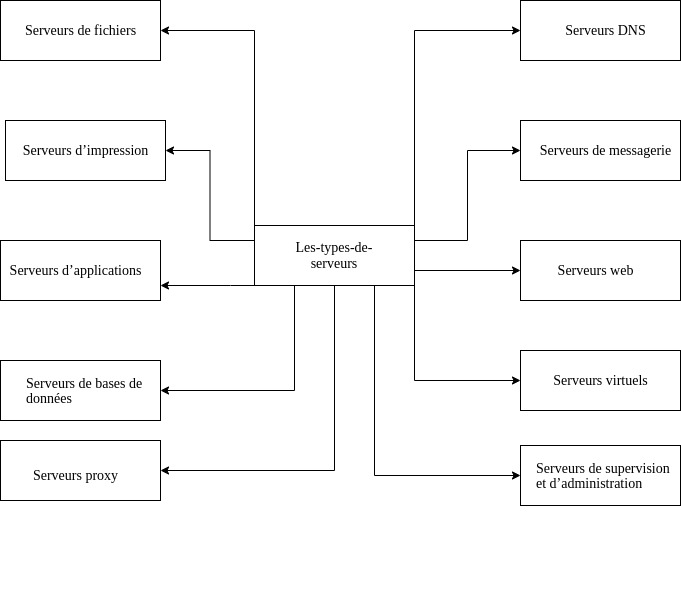 Serveurs de fichiers
Serveurs DNS
Serveurs d’impression
Serveurs de messagerie
Les-types-de-
serveurs
Serveurs d’applications
Serveurs web
Serveurs de bases de
données
Serveurs virtuels
Serveurs proxy
Serveurs de supervision
et d’administration